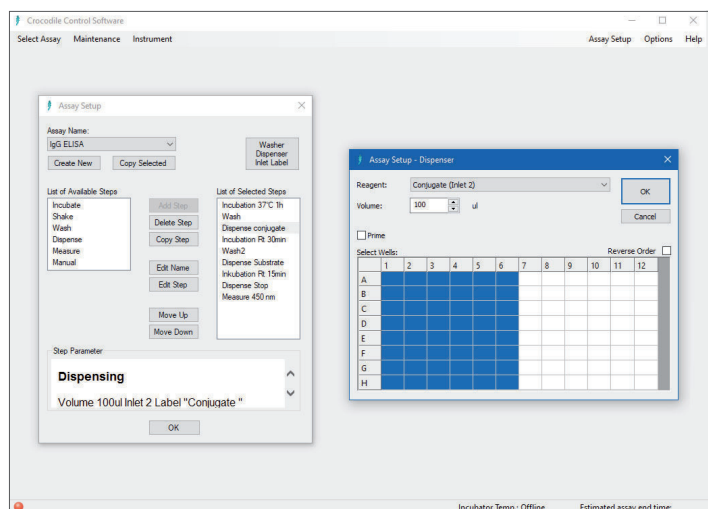 Crocodile Control Software
Select Assay Maintenance Instrument Assay Setup Options Help
Assay Setup
Assay Name:
IgG ELISA
Create New Copy Selected
Washer
Dispenser
Inlet Label
List of Available Steps
Incubate
Shake
Wash
Dispense
Measure
Manual
Add Step
Delete Step
Copy Step
Edit Name
Edit Step
Move Up
Move Down
List of Selected Steps
Incubation 37°C 1h
Wash
Dispense conjugate
Incubation Rt 30min
Wash2
Dispense Substrate
Inkubation Rt 15min
Dispense Stop
Measure 450 nm
Step Parameter
Dispensing
Volume 100ul Inlet 2 Label "Conjugate "
OK
Assay Setup - Dispenser
Reagent: Conjugate (Inlet 2)
Volume: 100 ul
OK
Cancel
Prime
Select Wells: Reverse Order
1 2 3 4 5 6 7 8 9 10 11 12
A
B
C
D
E
F
G
H
Incubator Temp : Offline Estimated assay end time: